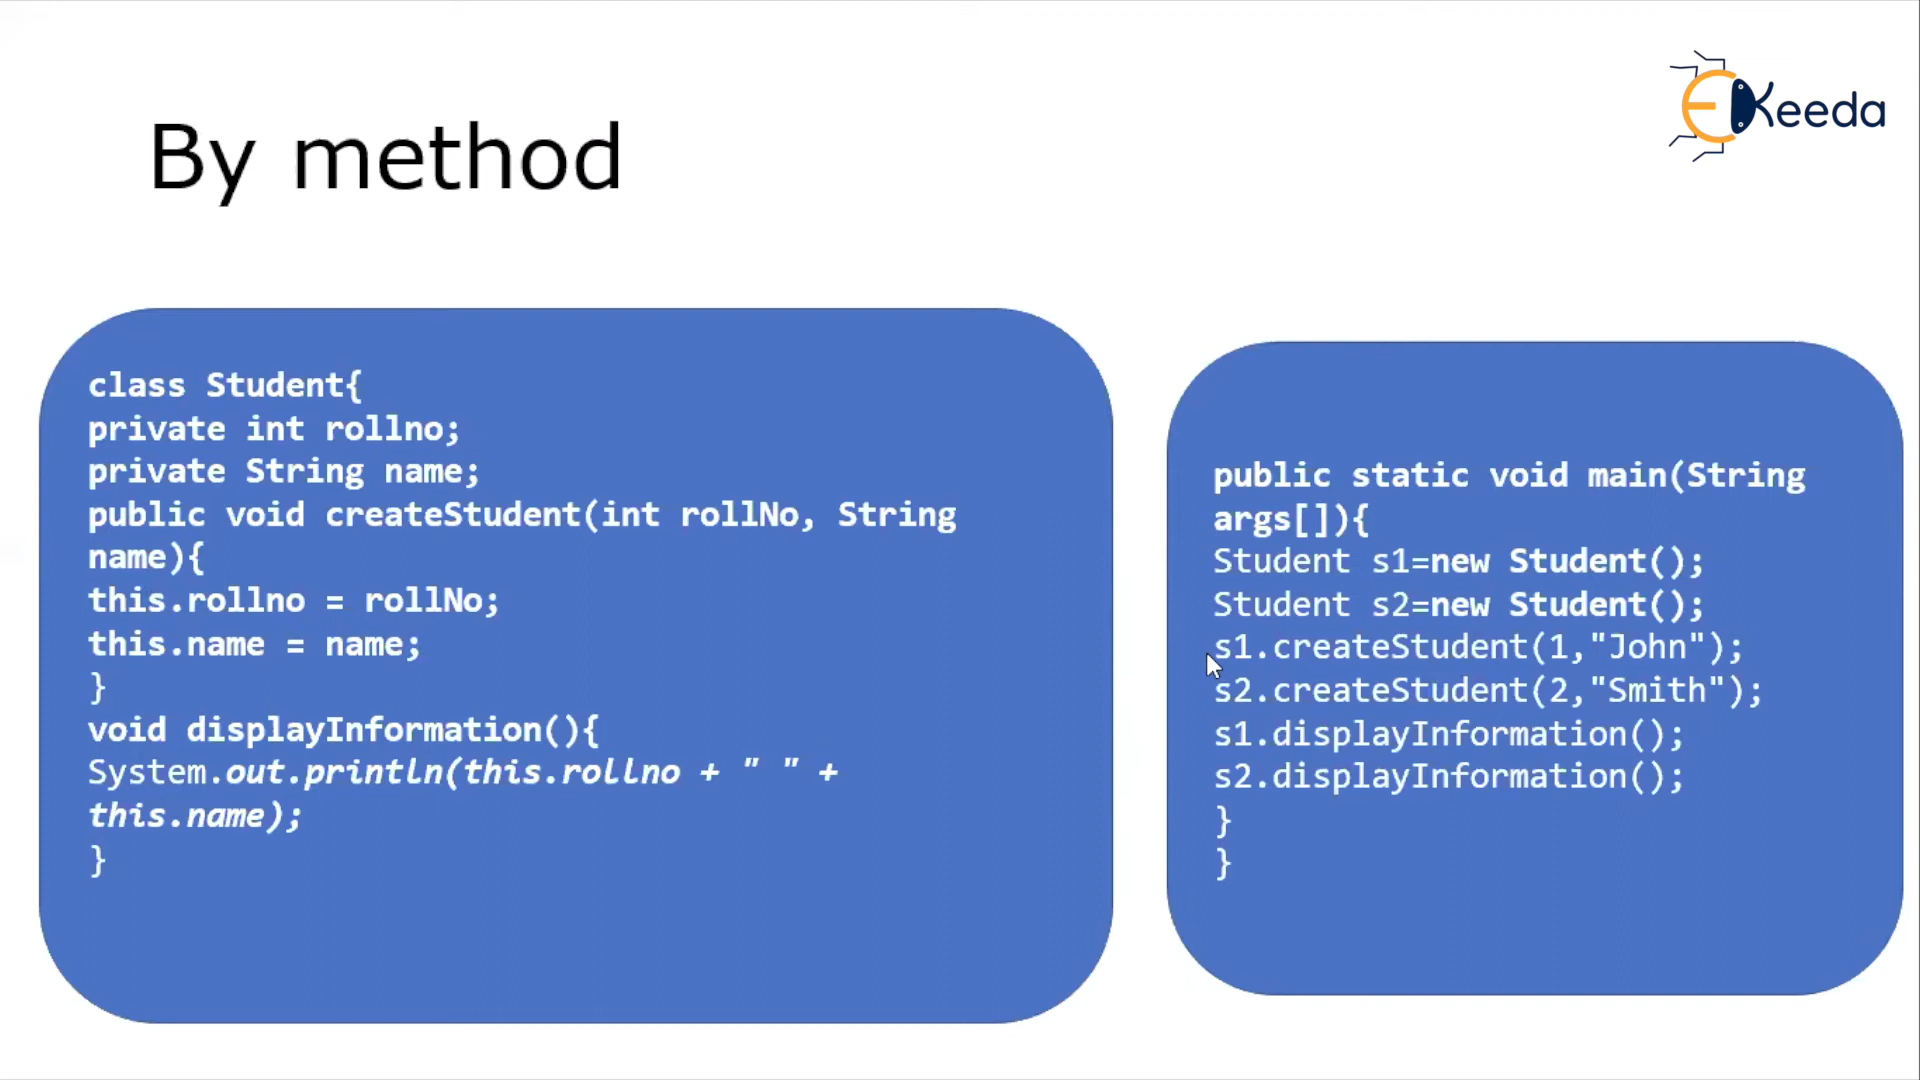 EKeeda
By method
class Student{
private int rollno;
private String name;
public void createStudent(int rollNo, String
name){
this.rollno = rollNo;
this.name = name;
}
void displayInformation(){
System.out.println(this.rollno + " " +
this.name);
}
public static void main(String
args[]){
Student s1=new Student();
Student s2=new Student();
s1.createStudent(1,"John");
s2.createStudent(2,"Smith");
s1.displayInformation();
s2.displayInformation();
}
}